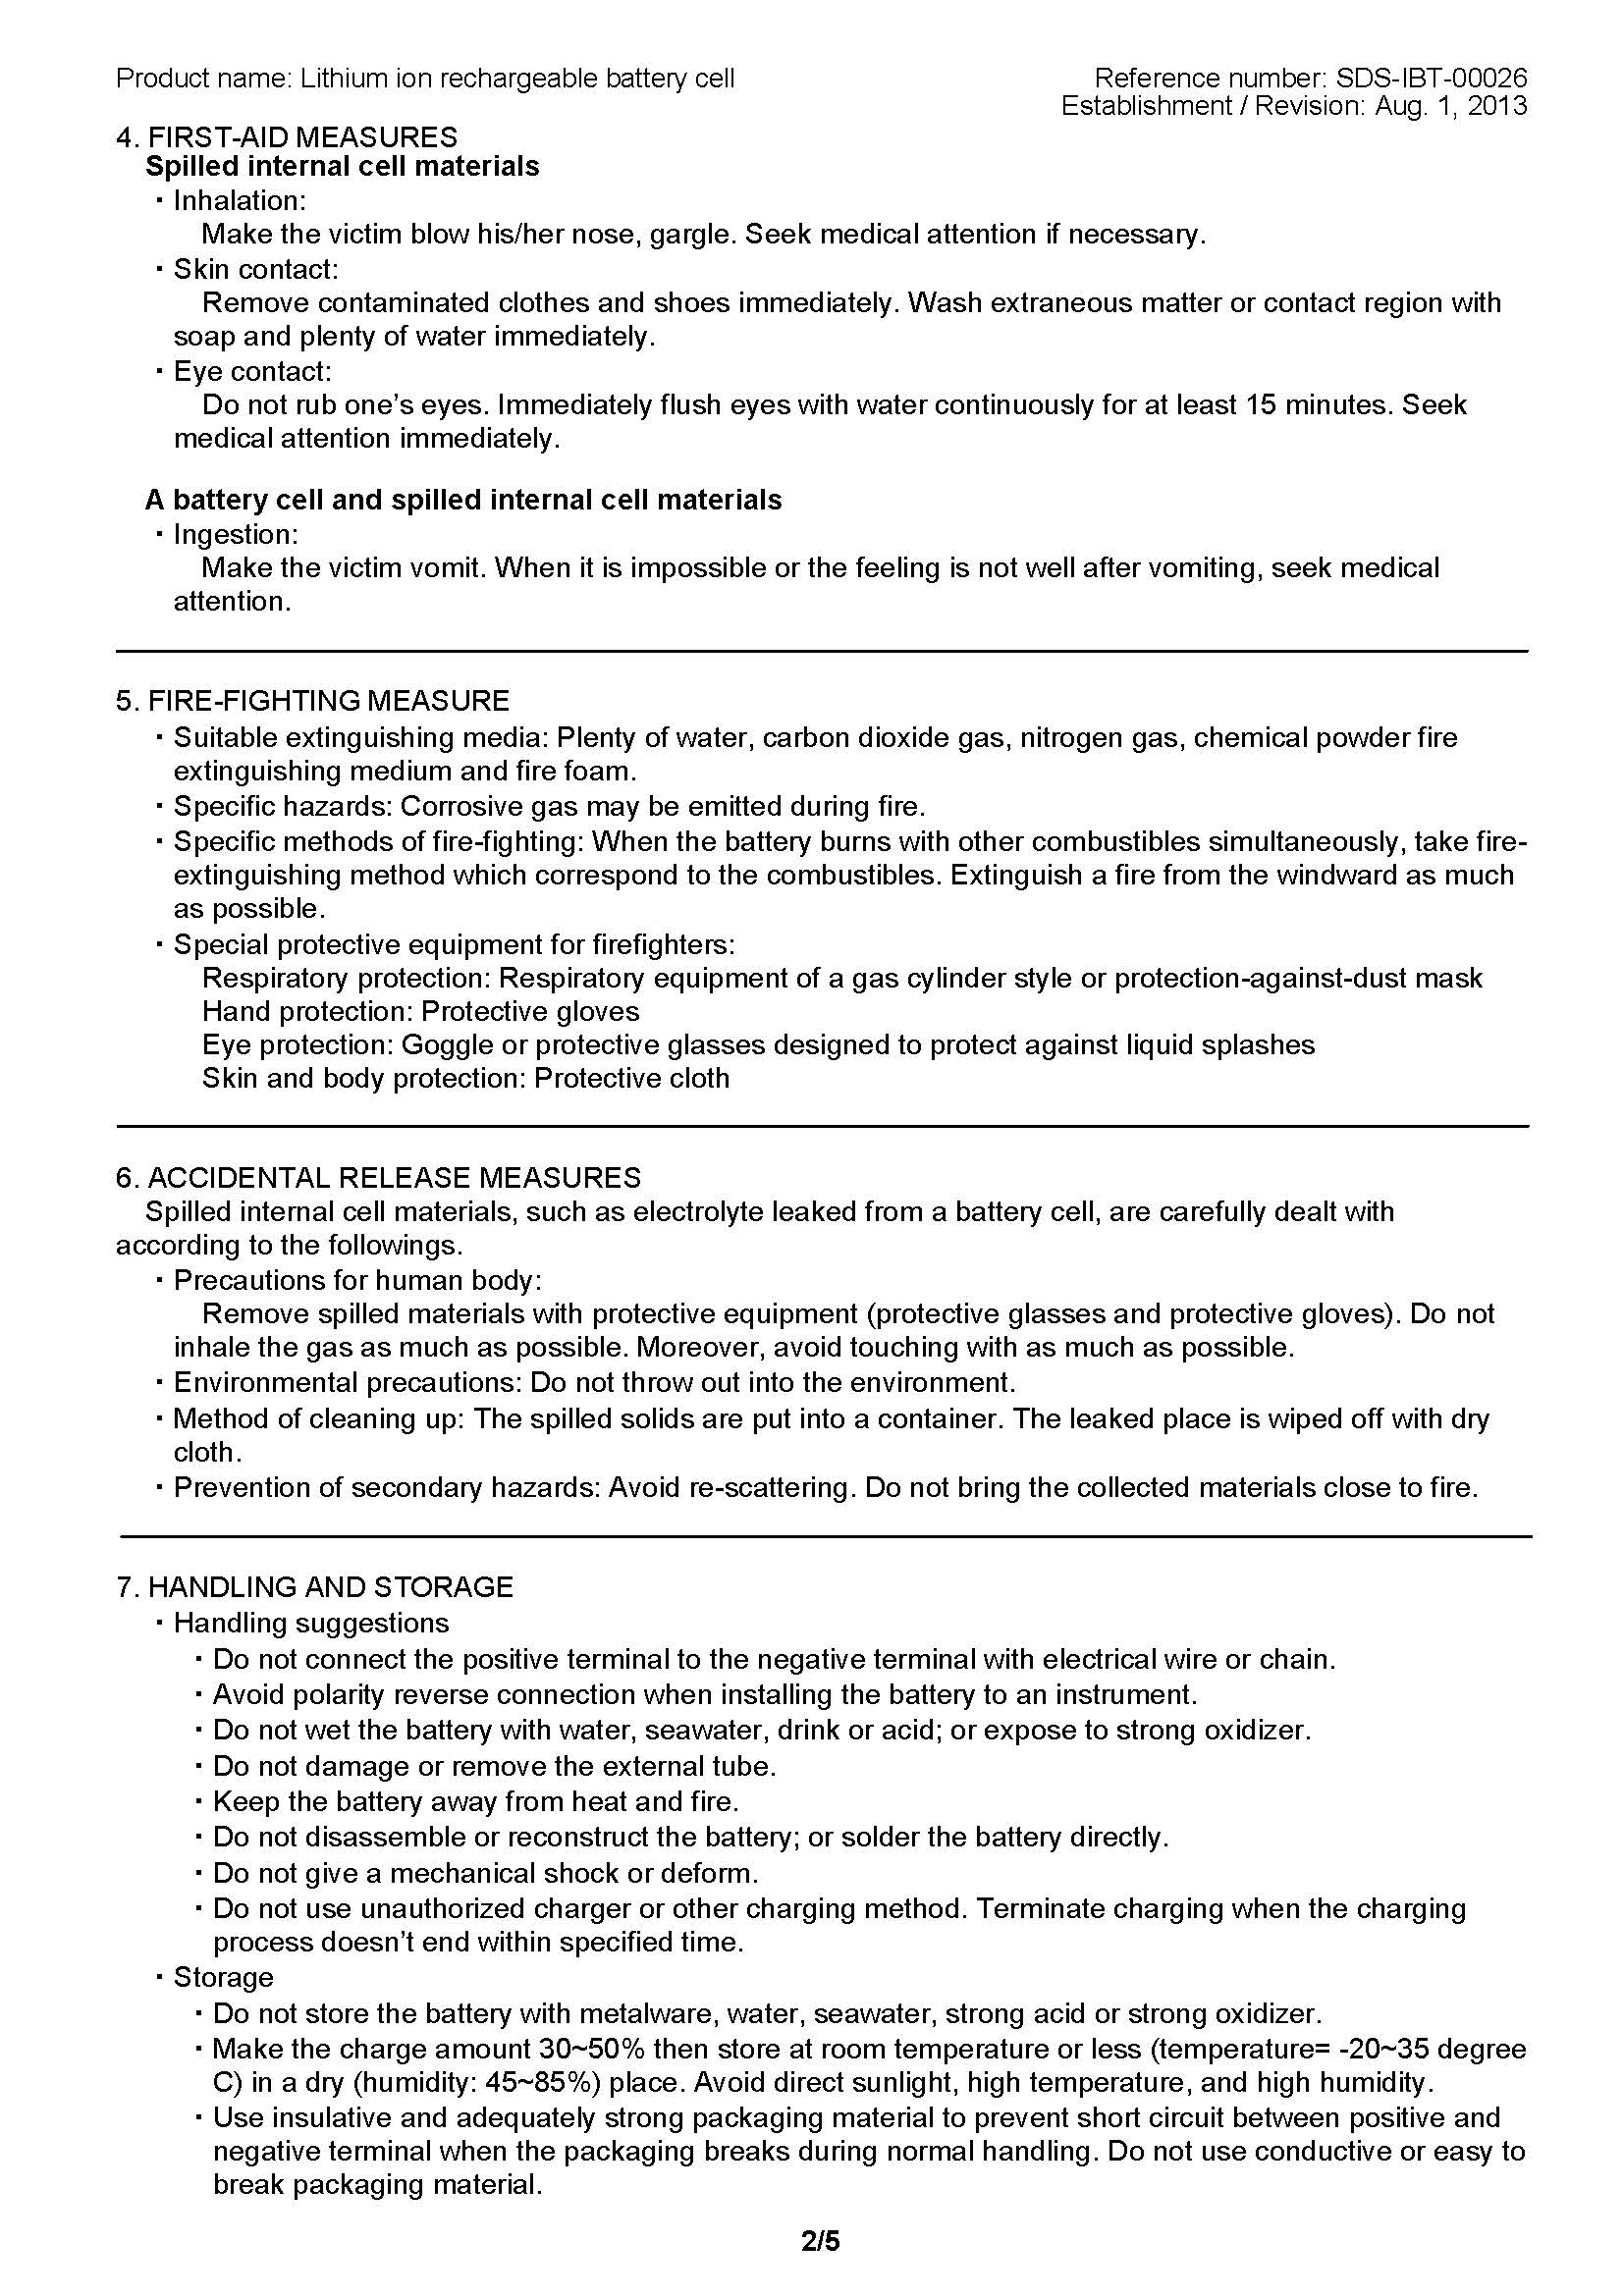 Product name: Lithium ion rechargeable battery cell
Reference number: SDS-IBT-00026
Establishment / Revision: Aug. 1, 2013
4. FIRST-AID MEASURES
Spilled internal cell materials
・Inhalation:
Make the victim blow his/her nose, gargle. Seek medical attention if necessary.
・Skin contact:
Remove contaminated clothes and shoes immediately. Wash extraneous matter or contact region with
soap and plenty of water immediately.
・Eye contact:
Do not rub one’s eyes. Immediately flush eyes with water continuously for at least 15 minutes. Seek
medical attention immediately.
A battery cell and spilled internal cell materials
・Ingestion:
Make the victim vomit. When it is impossible or the feeling is not well after vomiting, seek medical
attention.
5. FIRE-FIGHTING MEASURE
・Suitable extinguishing media: Plenty of water, carbon dioxide gas, nitrogen gas, chemical powder fire
extinguishing medium and fire foam.
・Specific hazards: Corrosive gas may be emitted during fire.
・Specific methods of fire-fighting: When the battery burns with other combustibles simultaneously, take fire-
extinguishing method which correspond to the combustibles. Extinguish a fire from the windward as much
as possible.
・Special protective equipment for firefighters:
Respiratory protection: Respiratory equipment of a gas cylinder style or protection-against-dust mask
Hand protection: Protective gloves
Eye protection: Goggle or protective glasses designed to protect against liquid splashes
Skin and body protection: Protective cloth
6. ACCIDENTAL RELEASE MEASURES
Spilled internal cell materials, such as electrolyte leaked from a battery cell, are carefully dealt with
according to the followings.
・Precautions for human body:
Remove spilled materials with protective equipment (protective glasses and protective gloves). Do not
inhale the gas as much as possible. Moreover, avoid touching with as much as possible.
・Environmental precautions: Do not throw out into the environment.
・Method of cleaning up: The spilled solids are put into a container. The leaked place is wiped off with dry
cloth.
・Prevention of secondary hazards: Avoid re-scattering. Do not bring the collected materials close to fire.
7. HANDLING AND STORAGE
・Handling suggestions
・Do not connect the positive terminal to the negative terminal with electrical wire or chain.
・Avoid polarity reverse connection when installing the battery to an instrument.
・Do not wet the battery with water, seawater, drink or acid; or expose to strong oxidizer.
・Do not damage or remove the external tube.
・Keep the battery away from heat and fire.
・Do not disassemble or reconstruct the battery; or solder the battery directly.
・Do not give a mechanical shock or deform.
・Do not use unauthorized charger or other charging method. Terminate charging when the charging
process doesn’t end within specified time.
・Storage
・Do not store the battery with metalware, water, seawater, strong acid or strong oxidizer.
・Make the charge amount 30~50% then store at room temperature or less (temperature= -20~35 degree
C) in a dry (humidity: 45~85%) place. Avoid direct sunlight, high temperature, and high humidity.
・Use insulative and adequately strong packaging material to prevent short circuit between positive and
negative terminal when the packaging breaks during normal handling. Do not use conductive or easy to
break packaging material.
2/5